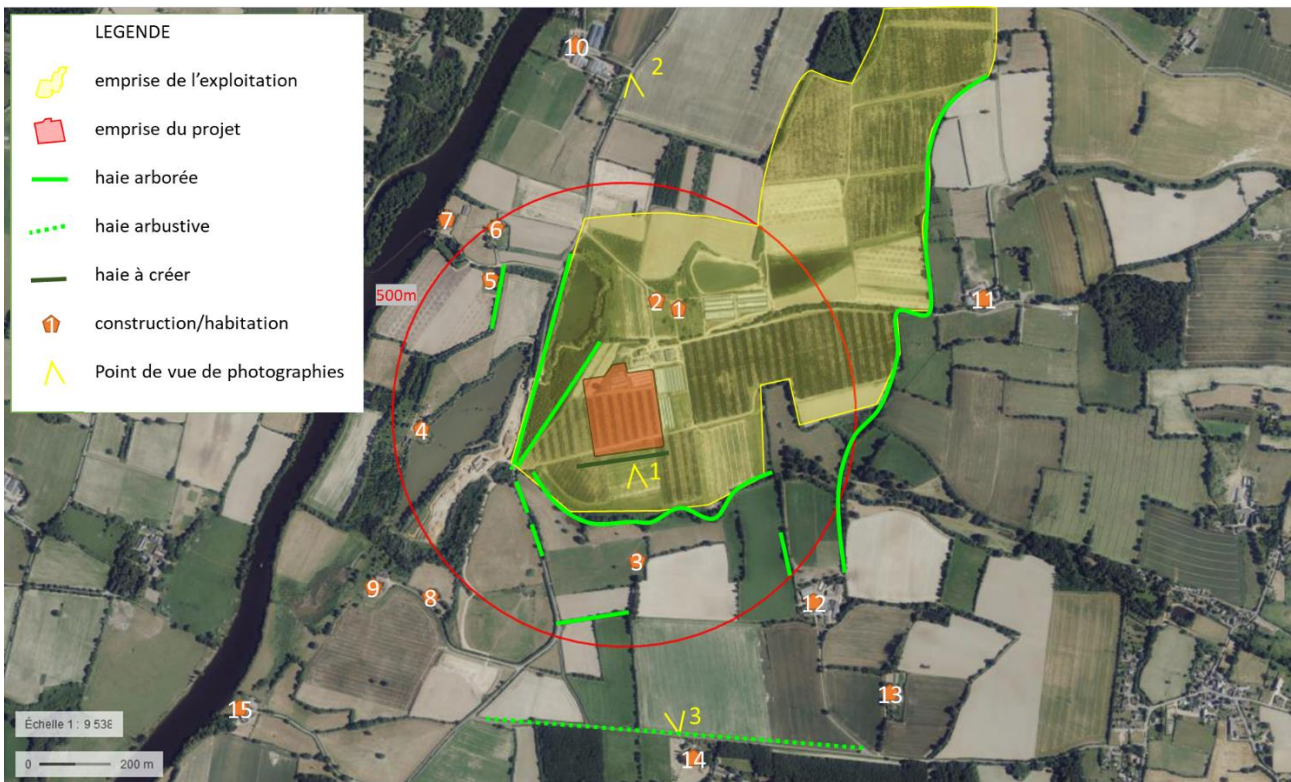 LEGENDE
emprise de l'exploitation
emprise du projet
haie arborée
haie arbustive
haie à créer
1
construction/habitation
Point de vue de photographies
10
2
7
6
5
500m
2
1
11
4
1
3
9
8
12
13
15
3
14
Échelle 1 : 9 538
0
200 m